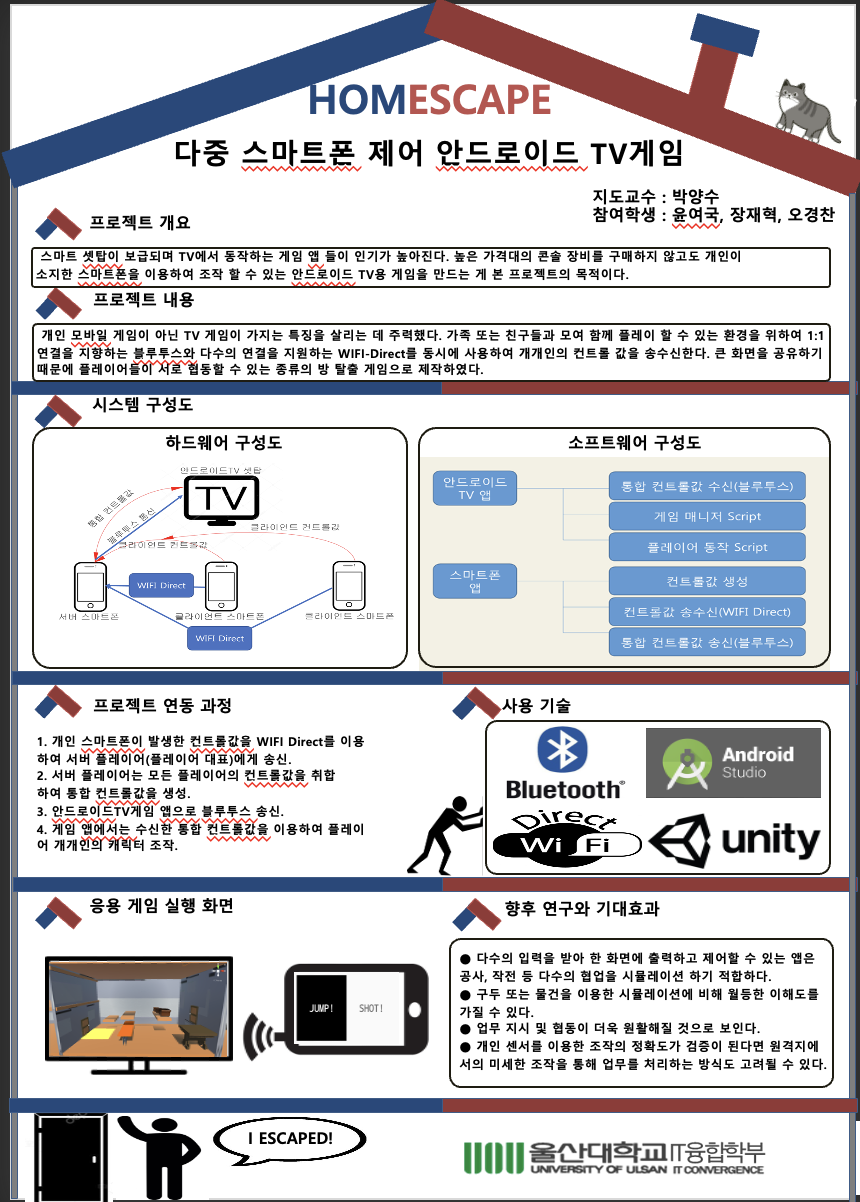 HOMESCAPE
다중 스마트폰 제어 안드로이드 TV게임
지도교수 : 박양수
참여학생 : 윤여국, 장재혁, 오경찬
프로젝트 개요
스마트 셋탑이 보급되며 TV에서 동작하는 게임 앱 들이 인기가 높아진다. 높은 가격대의 콘솔 장비를 구매하지 않고도 개인이
소지한 스마트폰을 이용하여 조작 할 수 있는 안드로이드 TV용 게임을 만드는 게 본 프로젝트의 목적이다.
프로젝트 내용
개인 모바일 게임이 아닌 TV 게임이 가지는 특징을 살리는 데 주력했다. 가족 또는 친구들과 모여 함께 플레이 할 수 있는 환경을 위하여 1:1
연결을 지향하는 블루투스와 다수의 연결을 지원하는 WIFI-Direct를 동시에 사용하여 개개인의 컨트롤 값을 송수신한다. 큰 화면을 공유하기
때문에 플레이어들이 서로 협동할 수 있는 종류의 방 탈출 게임으로 제작하였다.
시스템 구성도
하드웨어 구성도
안드로이드TV 셋탑
TV
통합 컨트롤값
블루투스 통신
클라이언트 컨트롤값
클라이언트 컨트롤값
WIFI Direct
서버 스마트폰
클라이언트 스마트폰
클라이언트 스마트폰
WIFI Direct
소프트웨어 구성도
안드로이드
TV 앱
통합 컨트롤값 수신(블루투스)
게임 매니저 Script
플레이어 동작 Script
스마트폰
앱
컨트롤값 생성
컨트롤값 송수신(WIFI Direct)
통합 컨트롤값 송신(블루투스)
프로젝트 연동 과정
1. 개인 스마트폰이 발생한 컨트롤값을 WIFI Direct를 이용
하여 서버 플레이어(플레이어 대표)에게 송신.
2. 서버 플레이어는 모든 플레이어의 컨트롤값을 취합
하여 통합 컨트롤값을 생성.
3. 안드로이드TV게임 앱으로 블루투스 송신.
4. 게임 앱에서는 수신한 통합 컨트롤값을 이용하여 플레이
어 개개인의 캐릭터 조작.
사용 기술
Bluetooth®
Android
Studio
Direct
Wi Fi
unity
응용 게임 실행 화면
JUMP!
SHOT!
향후 연구와 기대효과
● 다수의 입력을 받아 한 화면에 출력하고 제어할 수 있는 앱은
공사, 작전 등 다수의 협업을 시뮬레이션 하기 적합하다.
● 구두 또는 물건을 이용한 시뮬레이션에 비해 월등한 이해도를
가질 수 있다.
● 업무 지시 및 협동이 더욱 원활해질 것으로 보인다.
● 개인 센서를 이용한 조작의 정확도가 검증이 된다면 원격지에
서의 미세한 조작을 통해 업무를 처리하는 방식도 고려될 수 있다.
I ESCAPED!
울산대학교 IT융합학부
UNIVERSITY OF ULSAN IT CONVERGENCE